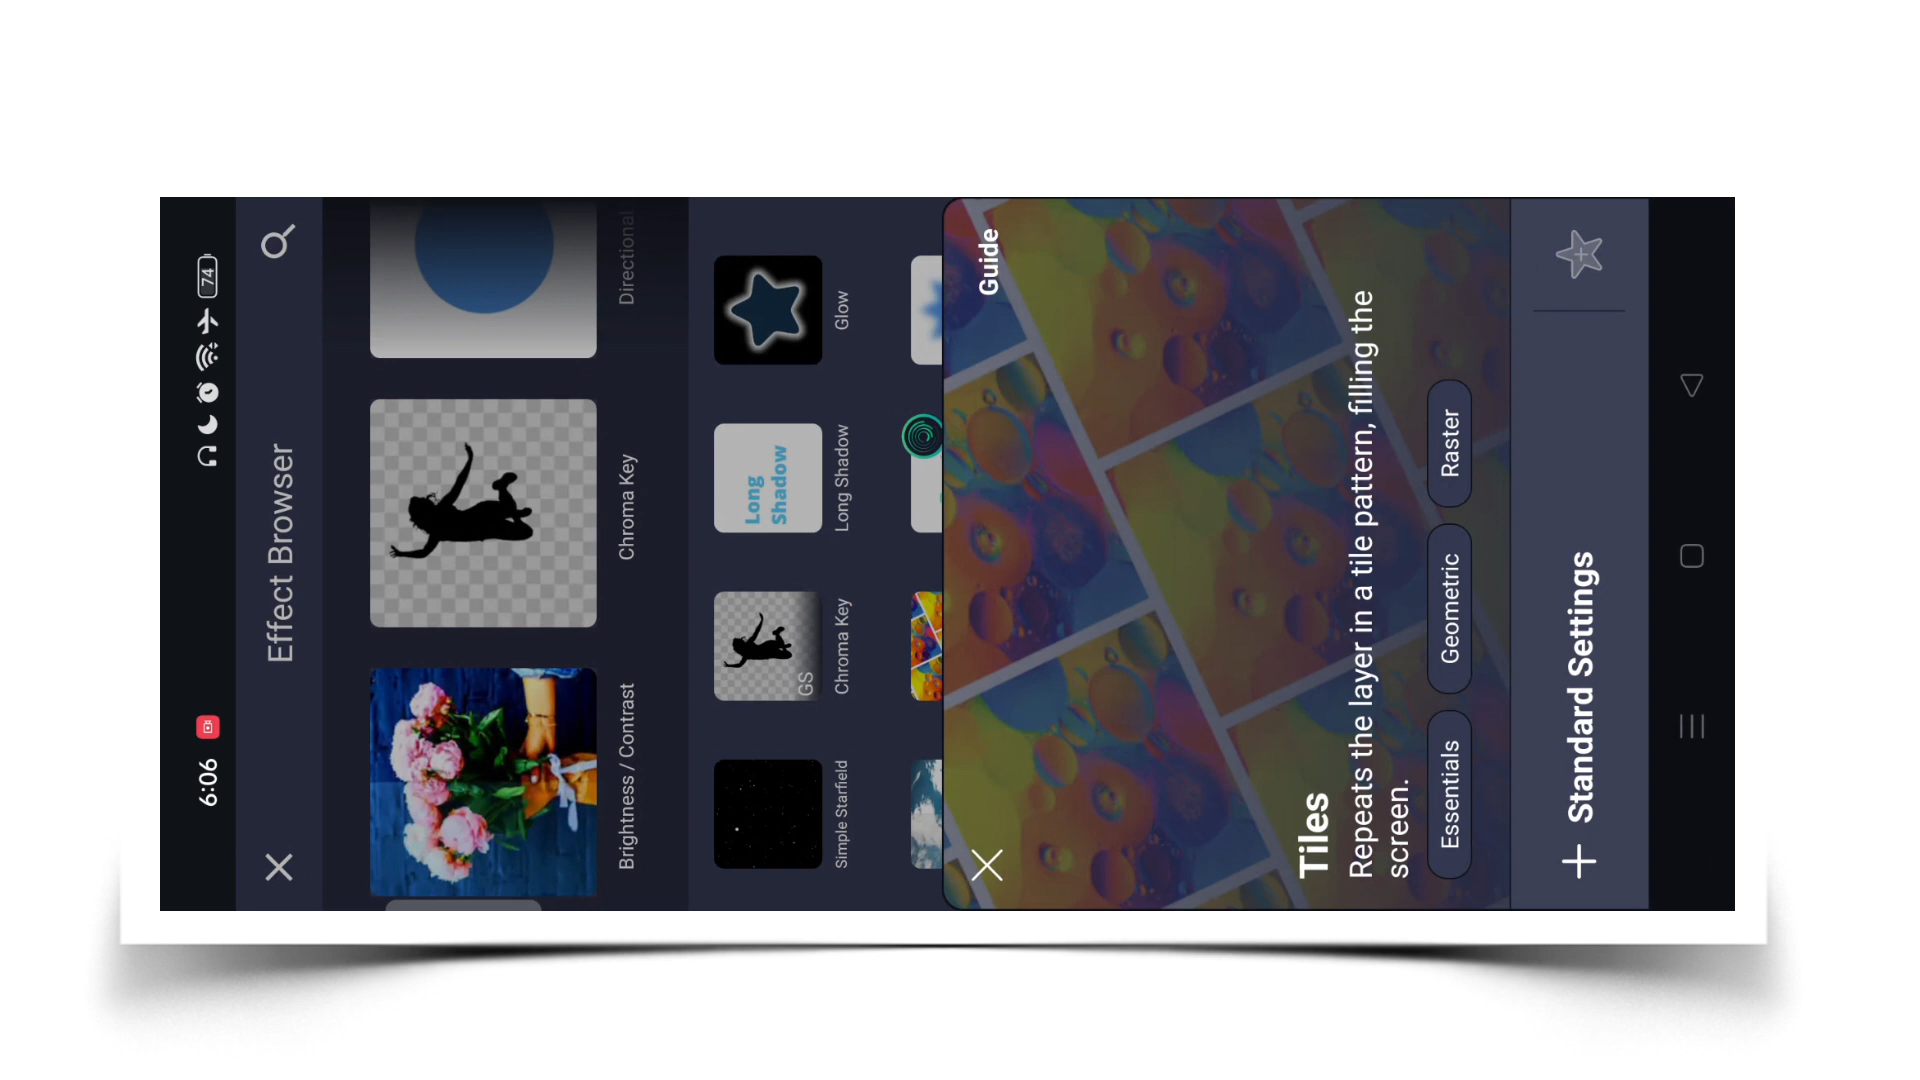 6:06
74
Effect Browser
Brightness / Contrast
Chroma Key
Directional
Simple Starfield
GS
Chroma Key
Long
Shadow
Long Shadow
Glow
Guide
Tiles
Repeats the layer in a tile pattern, filling the
screen.
Essentials
Geometric
Raster
Standard Settings